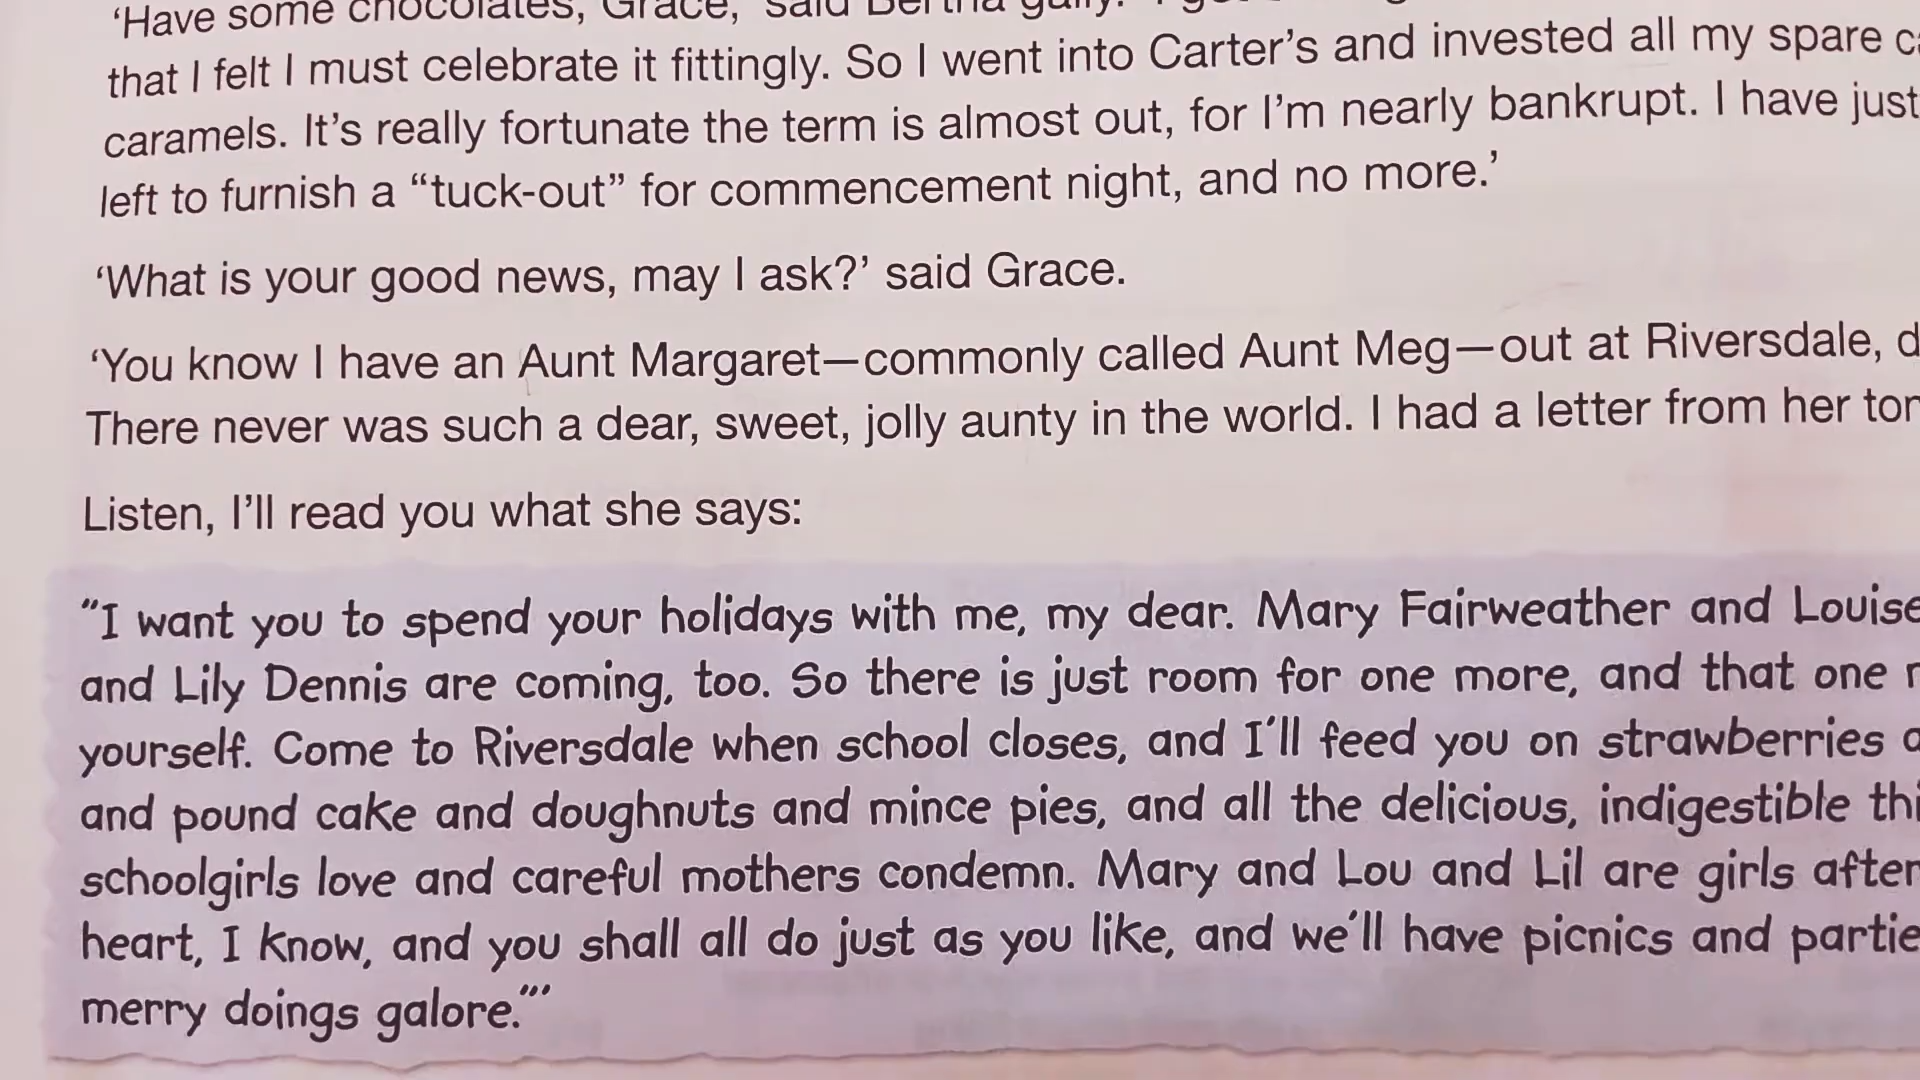 ‘Have some chocolates, Grace,’ said Bertha gaily.
that I felt I must celebrate it fittingly. So I went into Carter’s and invested all my spare
caramels. It’s really fortunate the term is almost out, for I’m nearly bankrupt. I have just
left to furnish a “tuck-out” for commencement night, and no more.’
‘What is your good news, may I ask?’ said Grace.
‘You know I have an Aunt Margaret—commonly called Aunt Meg—out at Riversdale,
There never was such a dear, sweet, jolly aunty in the world. I had a letter from her
Listen, I’ll read you what she says:
“I want you to spend your holidays with me, my dear. Mary Fairweather and Louise
and Lily Dennis are coming, too. So there is just room for one more, and that one
yourself. Come to Riversdale when school closes, and I’ll feed you on strawberries
and pound cake and doughnuts and mince pies, and all the delicious, indigestible
schoolgirls love and careful mothers condemn. Mary and Lou and Lil are girls after
heart, I know, and you shall all do just as you like, and we’ll have picnics and
merry doings galore.”’